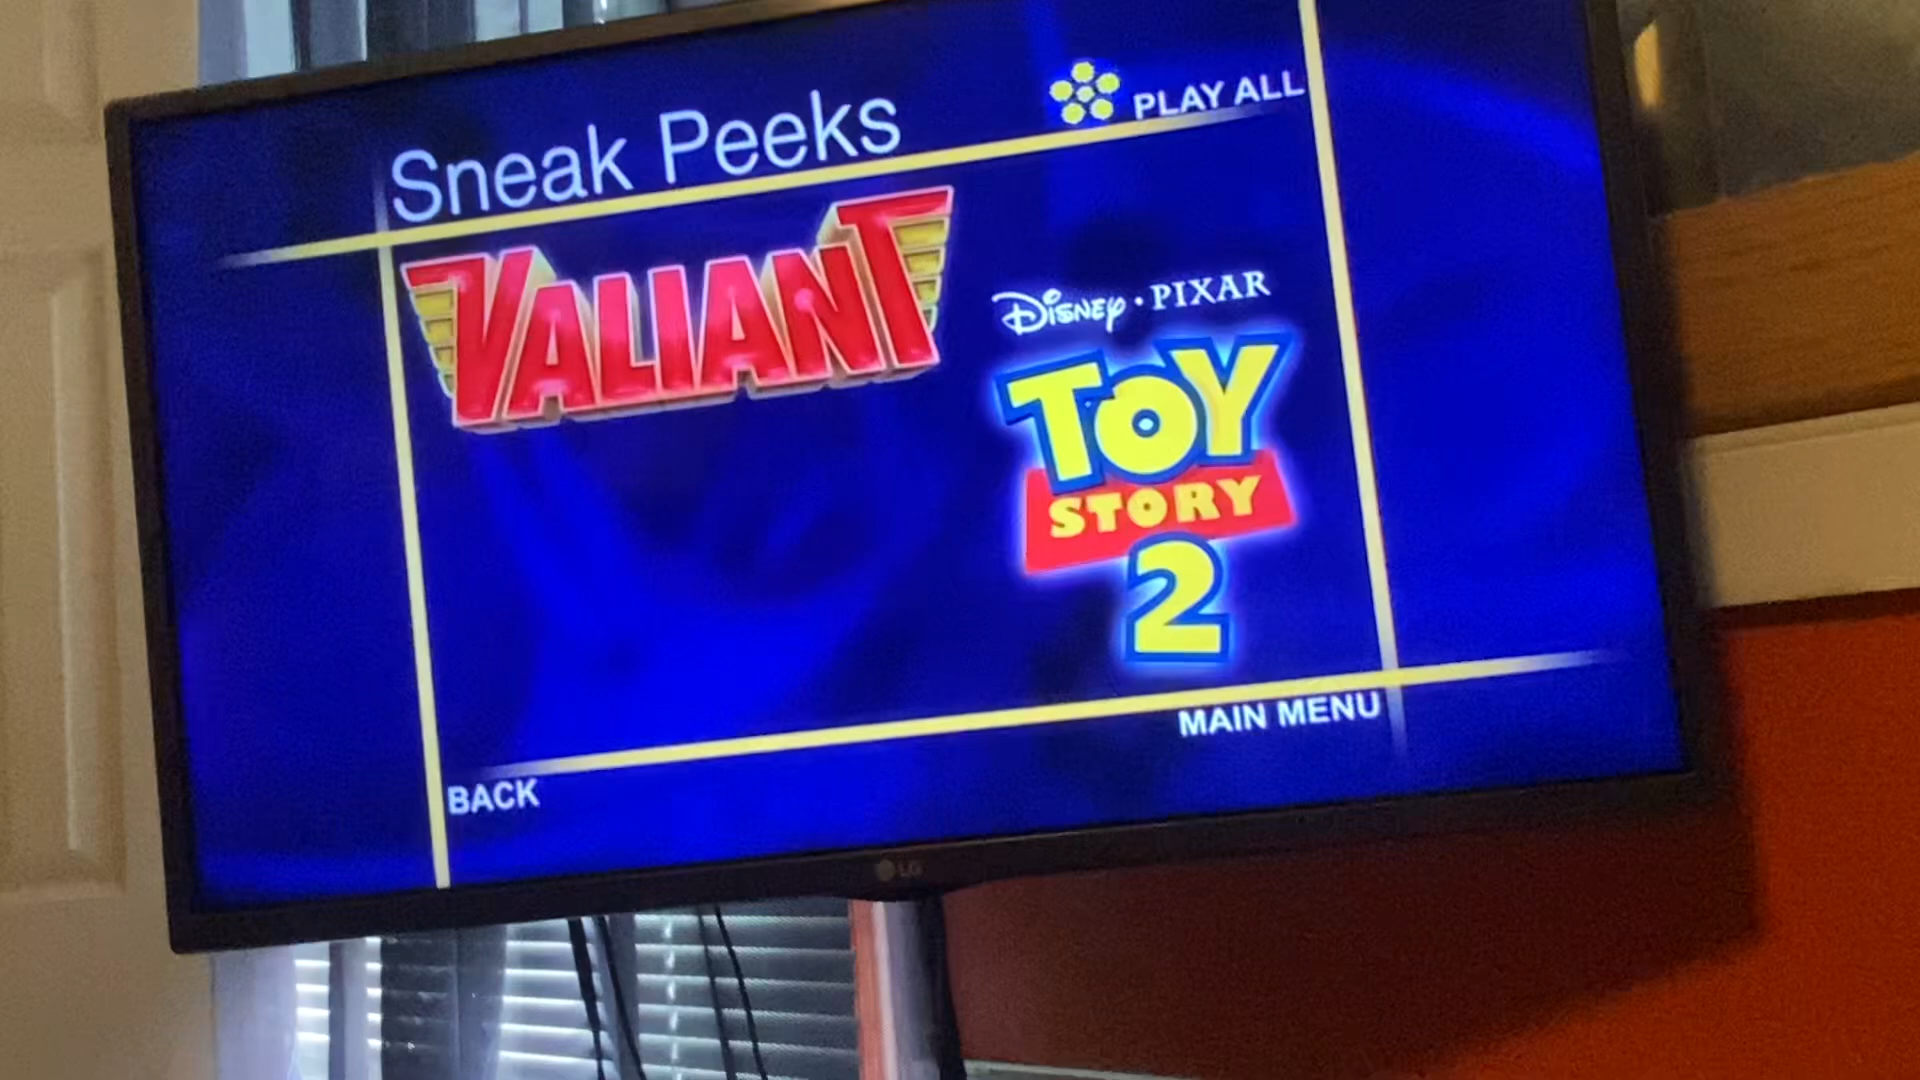 Sneak Peeks
PLAY ALL
VALIANT
DISNEY · PIXAR
TOY
STORY
2
MAIN MENU
BACK
LG